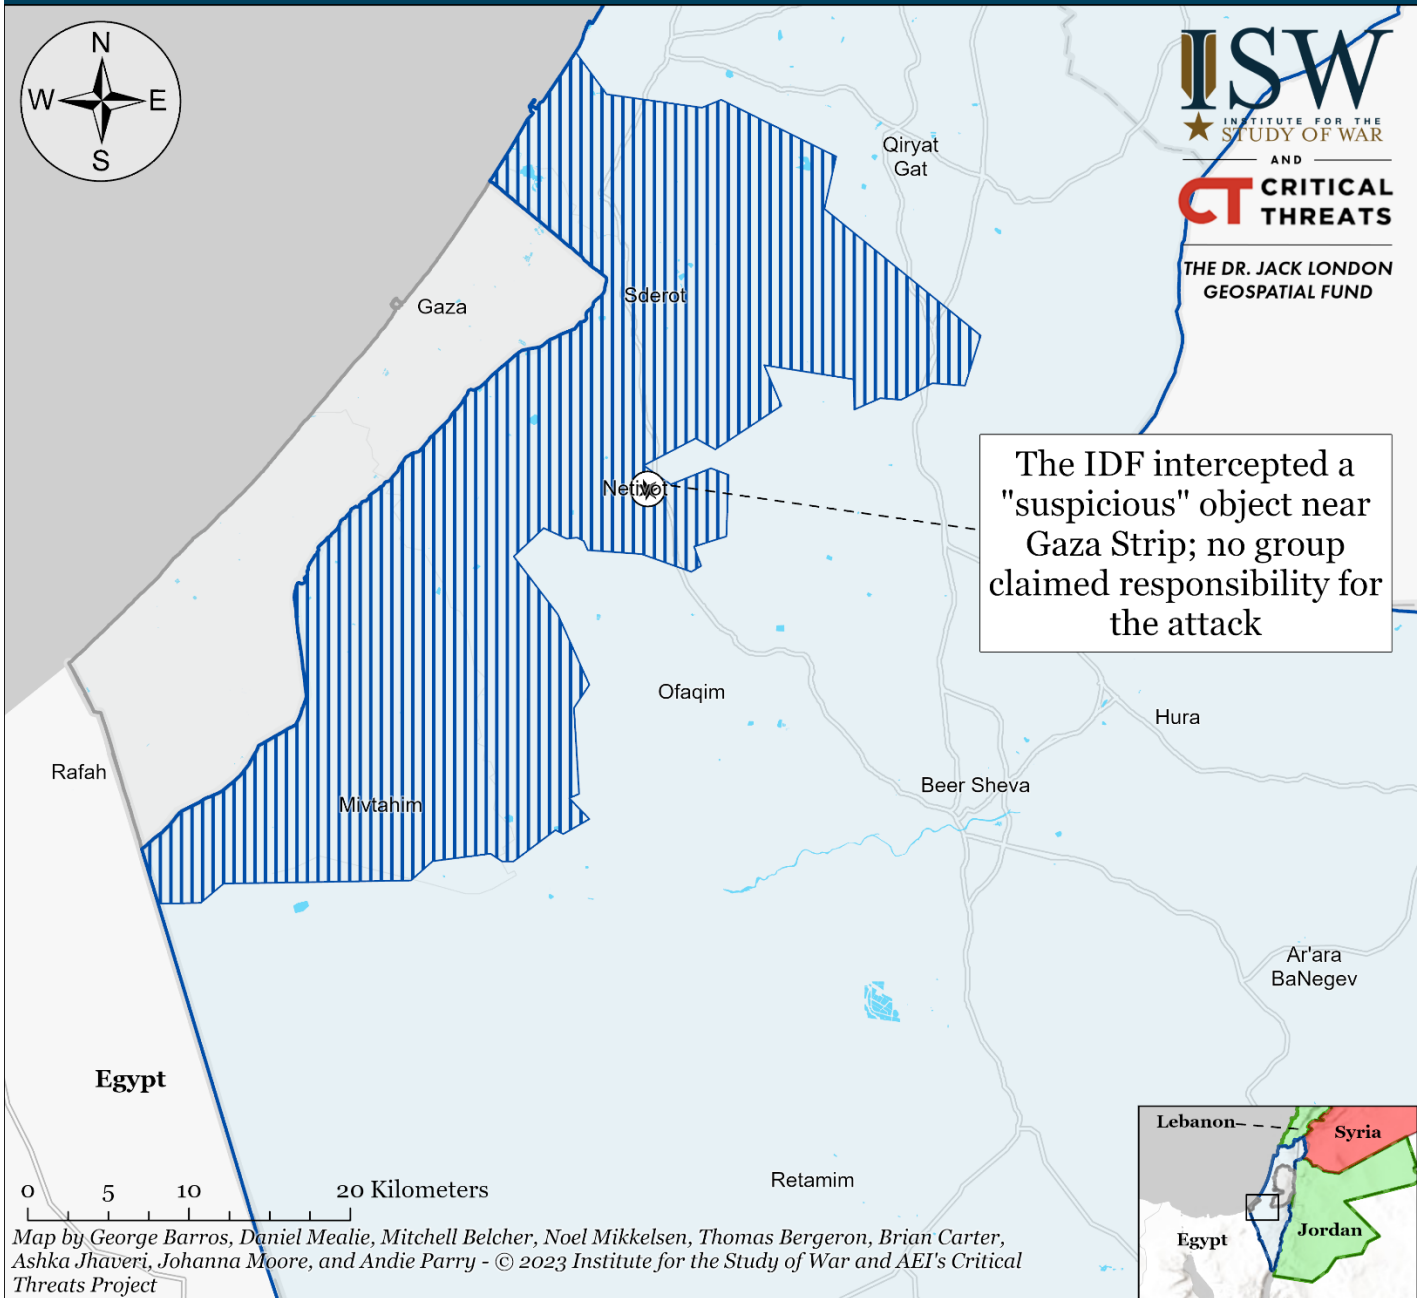 N
W E
S
ISW
INSTITUTE FOR THE
STUDY OF WAR
AND
CT CRITICAL
THREATS
THE DR. JACK LONDON
GEOSPATIAL FUND
Qiryat
Gat
Sderot
Gaza
Netivot
The IDF intercepted a
"suspicious" object near
Gaza Strip; no group
claimed responsibility for
the attack
Ofaqim
Hura
Rafah
Beer Sheva
Mivtahim
Ar'ara
BaNegev
Egypt
Retamim
Lebanon
Syria
Jordan
Egypt
0 5 10 20 Kilometers
Map by George Barros, Daniel Mealie, Mitchell Belcher, Noel Mikkelsen, Thomas Bergeron, Brian Carter,
Ashka Jhaveri, Johanna Moore, and Andie Parry - © 2023 Institute for the Study of War and AEI's Critical
Threats Project